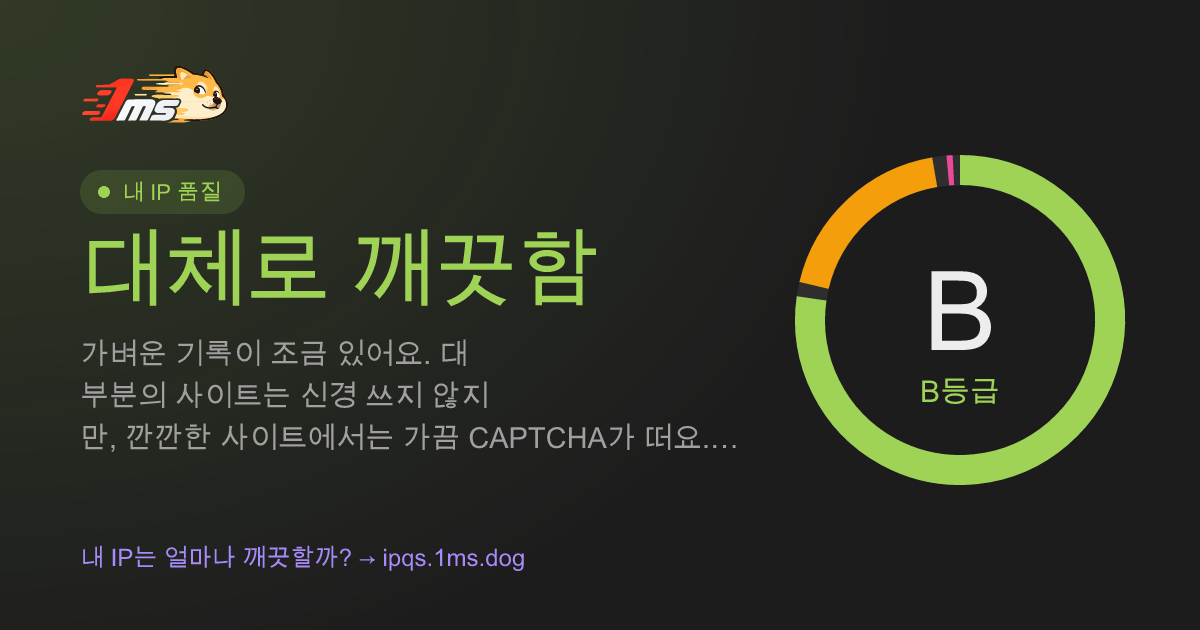 1ms
내 IP 품질
대체로 깨끗함
가벼운 기록이 조금 있어요. 대
부분의 사이트는 신경 쓰지 않지
만, 깐깐한 사이트에서는 가끔 CAPTCHA가 떠요....
B
B등급
내 IP는 얼마나 깨끗할까? → ipqs.1ms.dog